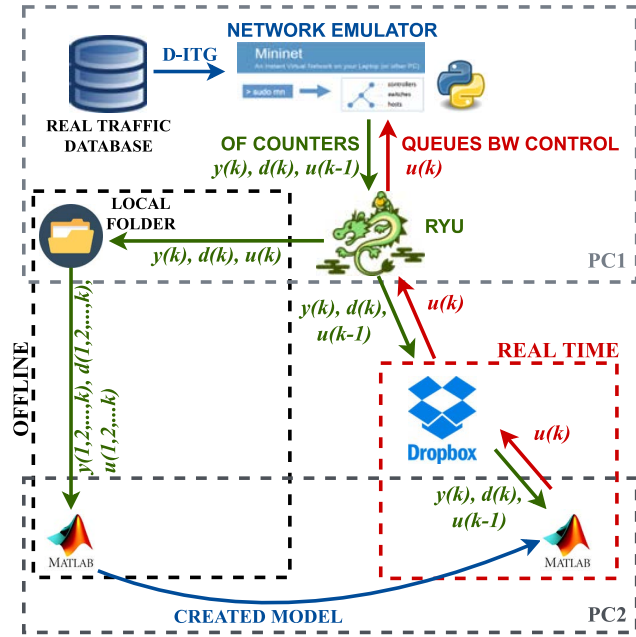 NETWORK EMULATOR
D-ITG
Mininet
An Instant Virtual Network on your Laptop (or other PC)
> sudo mn
controllers
switches
hosts
REAL TRAFFIC
DATABASE
OF COUNTERS
y(k), d(k), u(k-1)
QUEUES BW CONTROL
u(k)
LOCAL
FOLDER
RYU
y(k), d(k), u(k)
PC1
y(k), d(k),
u(k-1)
u(k)
OFFLINE
y(1,2,...,k), d(1,2,...,k),
u(1,2,...k)
REAL TIME
Dropbox
u(k)
y(k), d(k),
u(k-1)
MATLAB
MATLAB
CREATED MODEL
PC2